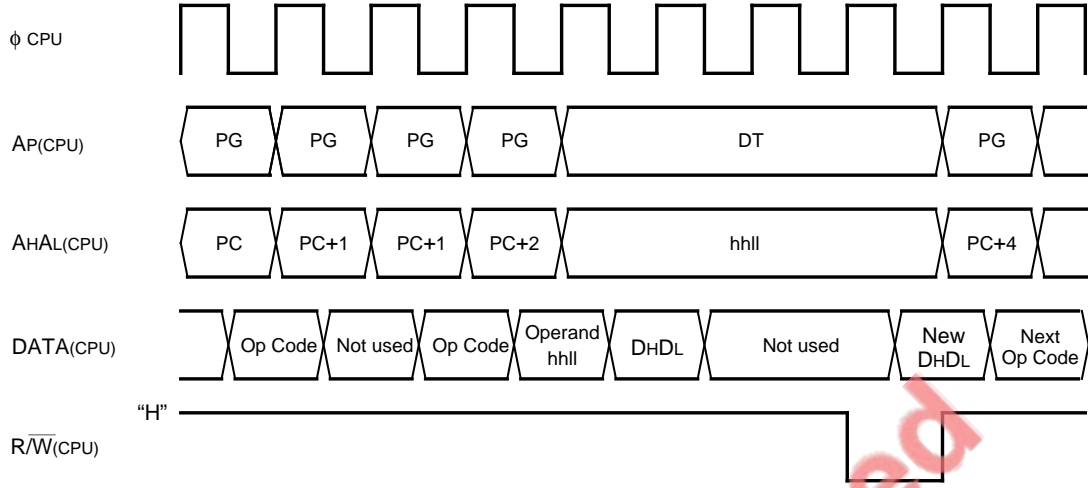 ϕ CPU
AP(CPU) PG PG PG PG DT PG
AHAL(CPU) PC PC+1 PC+1 PC+2 hhll PC+4
DATA(CPU) Op Code Not used Op Code Operand hhll DHDL Not used New DHDL Next Op Code
"H"
R/W(CPU)